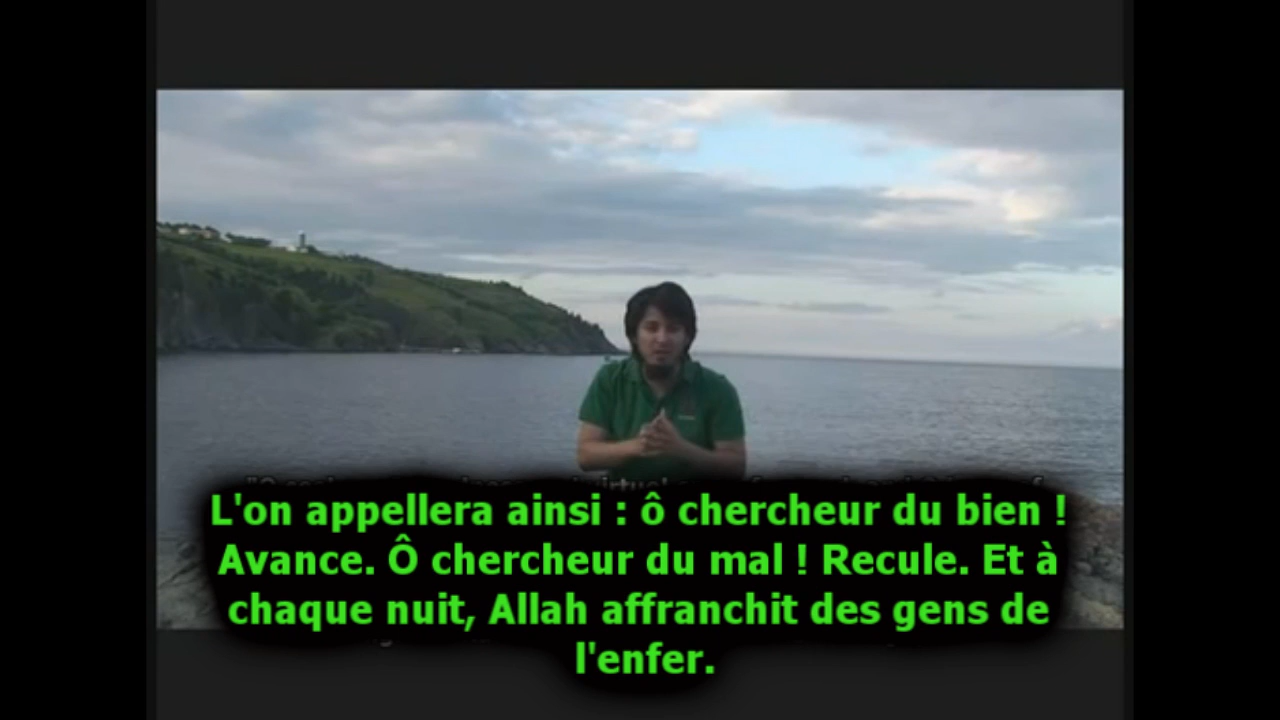 L'on appellera ainsi : ô chercheur du bien !
Avance. Ô chercheur du mal ! Recule. Et à
chaque nuit, Allah affranchit des gens de
l'enfer.